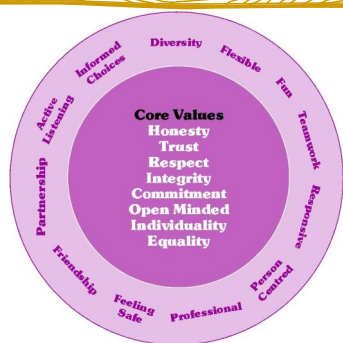 Core Values
Honesty
Trust
Respect
Integrity
Commitment
Open Minded
Individuality
Equality
Diversity
Flexible
Fun
Teamwork
Responsive
Person
Centred
Professional
Feeling
Safe
Friendship
Partnership
Active
Listening
Informed
Choices